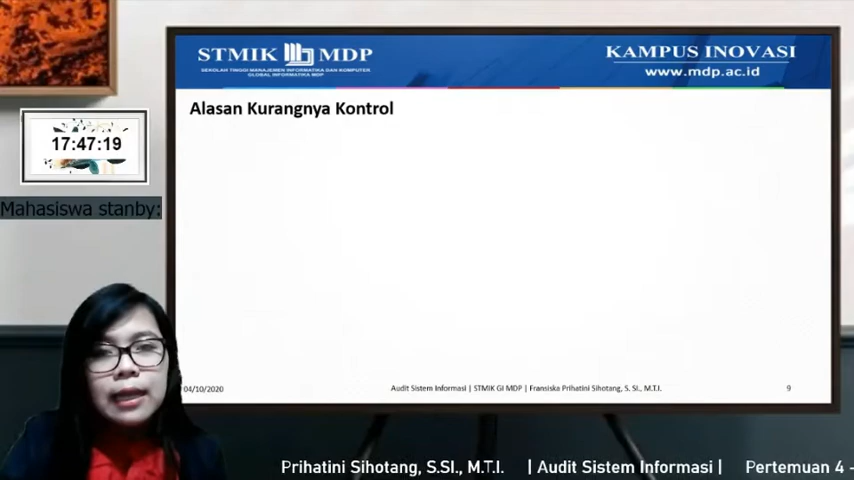 STMIK MDP
SEKOLAH TINGGI MANAJEMEN INFORMATIKA DAN KOMPUTER
GLOBAL INFORMATIKA MDP
KAMPUS INOVASI
www.mdp.ac.id
Alasan Kurangnya Kontrol
17:47:19
Mahasiswa stanby:
04/10/2020
Audit Sistem Informasi | STMIK GI MDP | Fransiska Prihatini Sihotang, S. SI., M.T.I.
9
Prihatini Sihotang, S.SI., M.T.I. | Audit Sistem Informasi | Pertemuan 4 -